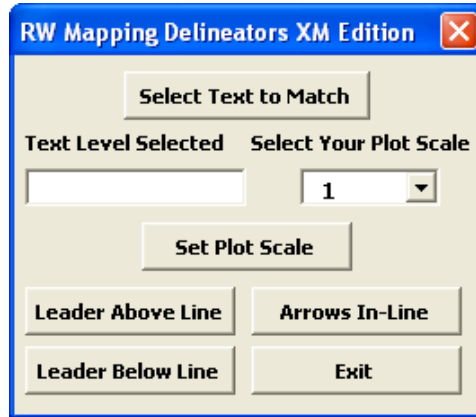 RW Mapping Delineators XM Edition
Select Text to Match
Text Level Selected Select Your Plot Scale
1
Set Plot Scale
Leader Above Line Arrows In-Line
Leader Below Line Exit